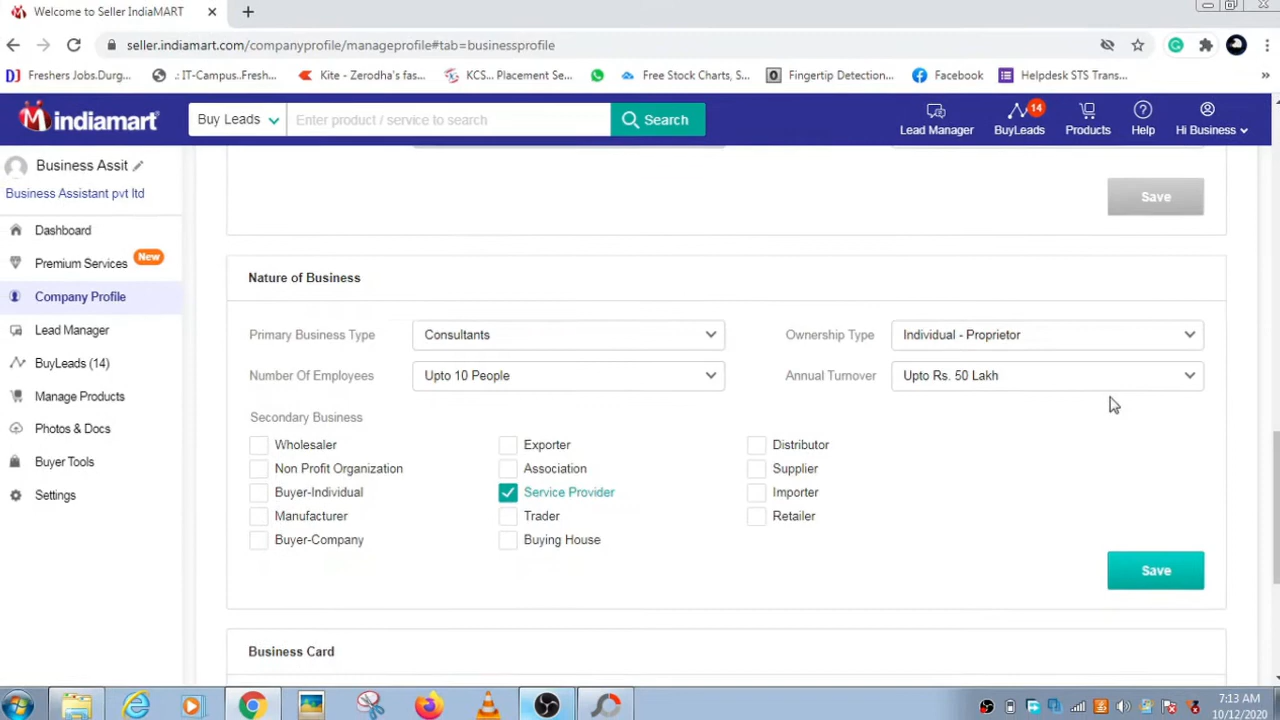 Welcome to Seller IndiaMART
seller.indiamart.com/companyprofile/manageprofile#tab=businessprofile
Freshers Jobs.Durg... .: IT-Campus..Fresh... Kite - Zerodha's fas... KCS... Placement Se... Free Stock Charts, S... Fingertip Detection... Facebook Helpdesk STS Trans... »
indiamart Buy Leads Enter product / service to search Search Lead Manager 14 BuyLeads Products Help Hi Business
Business Assit
Business Assistant pvt ltd
Dashboard
Premium Services New
Company Profile
Lead Manager
BuyLeads (14)
Manage Products
Photos & Docs
Buyer Tools
Settings
Save
Nature of Business
Primary Business Type Consultants Ownership Type Individual - Proprietor
Number Of Employees Upto 10 People Annual Turnover Upto Rs. 50 Lakh
Secondary Business
Wholesaler Exporter Distributor
Non Profit Organization Association Supplier
Buyer-Individual Service Provider Importer
Manufacturer Trader Retailer
Buyer-Company Buying House
Save
Business Card
7:13 AM
10/12/2020